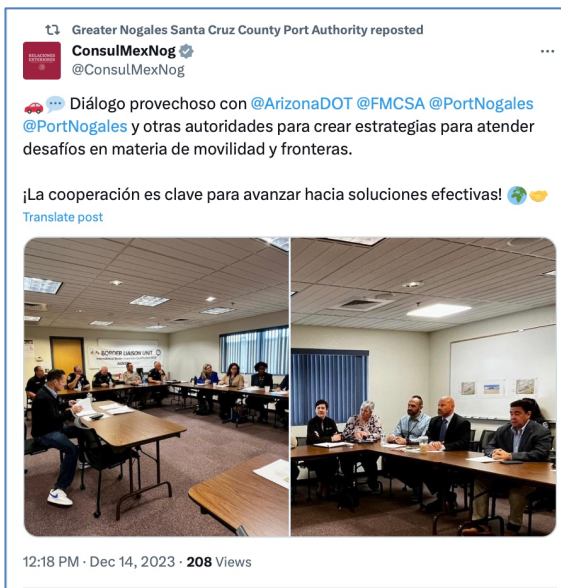 Greater Nogales Santa Cruz County Port Authority reposted
RELACIONES
EXTERIORES
ConsulMexNog
@ConsulMexNog
Diálogo provechoso con @ArizonaDOT @FMCSA @PortNogales
@PortNogales y otras autoridades para crear estrategias para atender
desafíos en materia de movilidad y fronteras.
¡La cooperación es clave para avanzar hacia soluciones efectivas!
Translate post
BORDER LIAISON UNIT
12:18 PM · Dec 14, 2023 · 208 Views